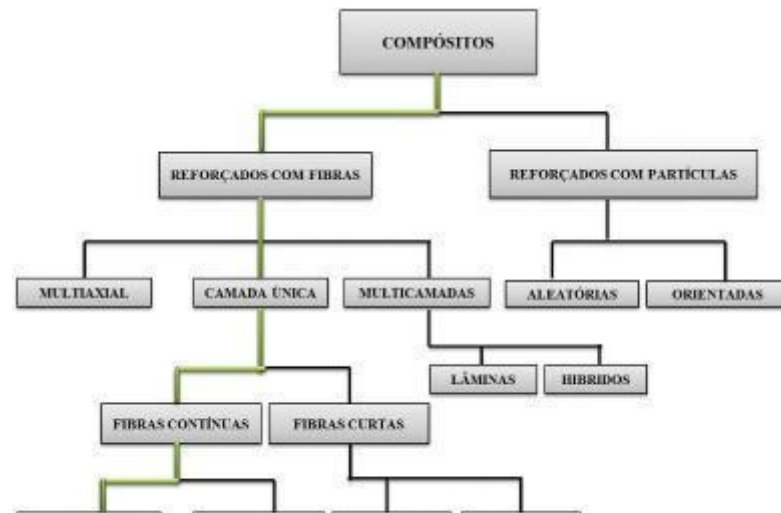 COMPÓSITOS
REFORÇADOS COM FIBRAS
REFORÇADOS COM PARTÍCULAS
MULTIAXIAL
CAMADA ÚNICA
MULTICAMADAS
ALEATÓRIAS
ORIENTADAS
LÂMINAS
HIBRIDOS
FIBRAS CONTÍNUAS
FIBRAS CURTAS